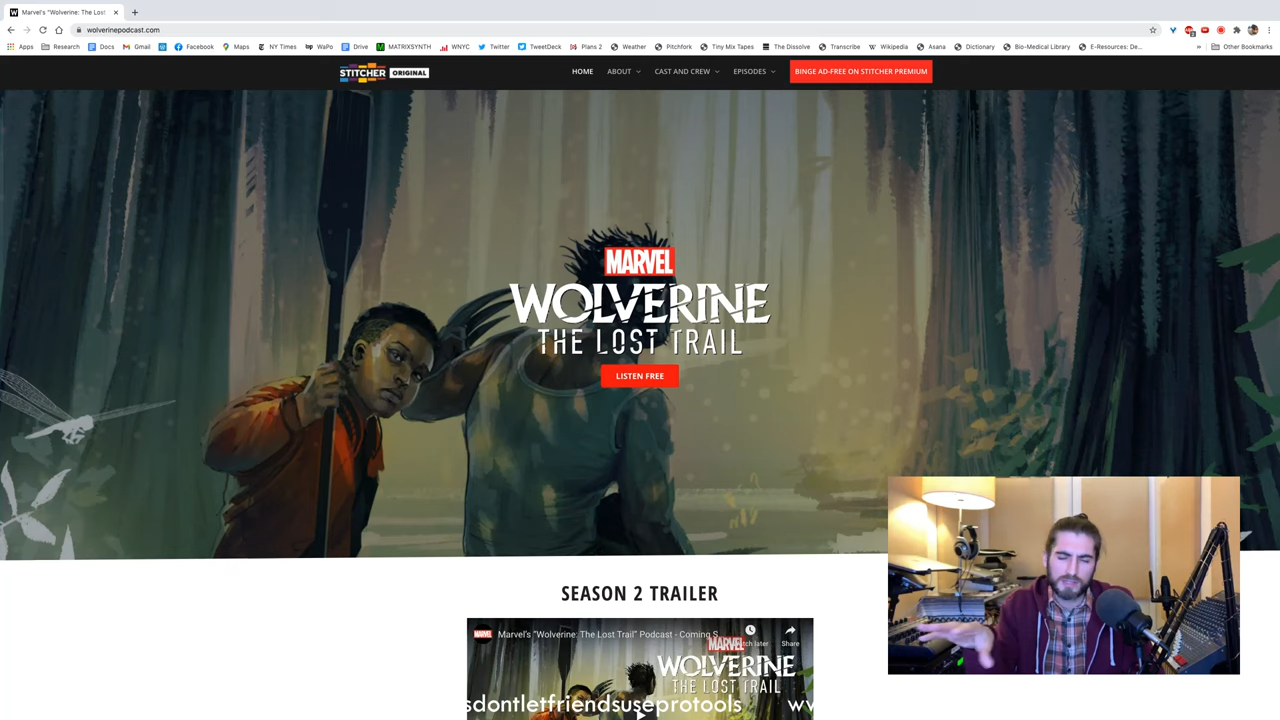 Marvel's "Wolverine: The Lost
wolverinepodcast.com
Apps Research Docs Gmail Facebook Maps NY Times WaPo Drive MATRIXSYNTH WNYC Twitter TweetDeck Plans 2 Weather Pitchfork Tiny Mix Tapes The Dissolve Transcribe Wikipedia Asana Dictionary Bio-Medical Library E-Resources: De... » Other Bookmarks
STITCHER ORIGINAL HOME ABOUT CAST AND CREW EPISODES BINGE AD-FREE ON STITCHER PREMIUM
MARVEL
WOLVERINE
THE LOST TRAIL
LISTEN FREE
SEASON 2 TRAILER
MARVEL Marvel's "Wolverine: The Lost Trail" Podcast - Coming S
tch later Share
MARVEL
WOLVERINE
THE LOST TRAIL
sdontletfriendsuseprotools